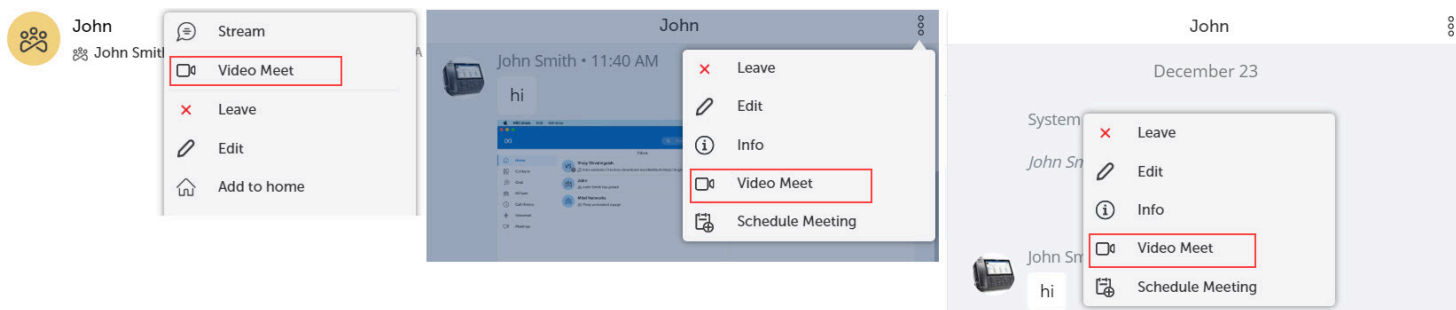 John
John Smit
A
Stream
Video Meet
Leave
Edit
Add to home
John
John Smith • 11:40 AM
hi
Leave
Edit
Info
Video Meet
Schedule Meeting
John
December 23
System
John Sm
Leave
Edit
Info
Video Meet
Schedule Meeting
John Sm
hi